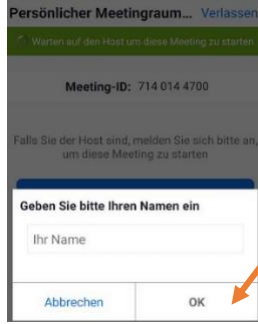 Persönlicher Meetingraum... Verlassen
Warten auf den Host um diese Meeting zu starten
Meeting-ID: 714 014 4700
Falls Sie der Host sind, melden Sie sich bitte an,
um diese Meeting zu starten
Geben Sie bitte Ihren Namen ein
Ihr Name
Abbrechen OK